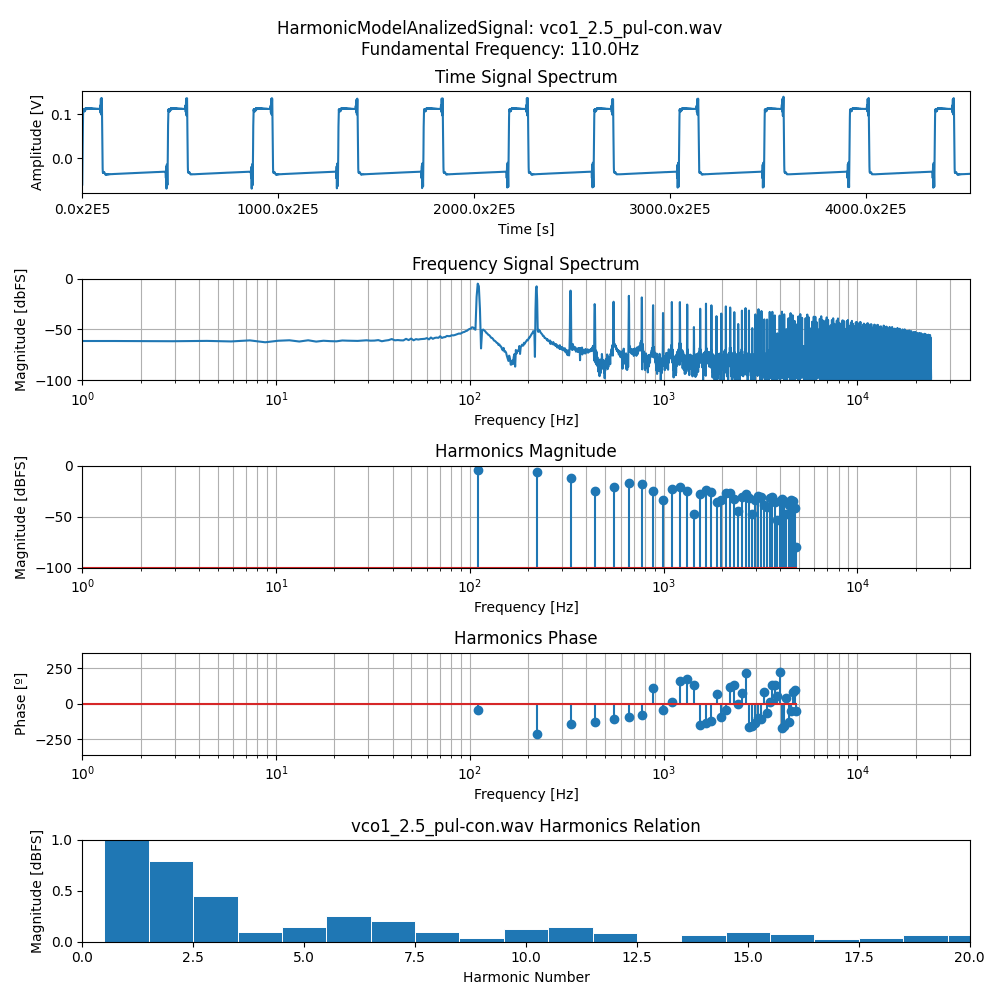 HarmonicModelAnalizedSignal: vco1_2.5_pul-con.wav
Fundamental Frequency: 110.0Hz
Time Signal Spectrum
Amplitude [V]
0.1
0.0
0.0x2E5 1000.0x2E5 2000.0x2E5 3000.0x2E5 4000.0x2E5
Time [s]
Frequency Signal Spectrum
Magnitude [dbFS]
0
−50
−100
10^0 10^1 10^2 10^3 10^4
Frequency [Hz]
Harmonics Magnitude
Magnitude [dBFS]
0
−50
−100
10^0 10^1 10^2 10^3 10^4
Frequency [Hz]
Harmonics Phase
Phase [º]
250
0
−250
10^0 10^1 10^2 10^3 10^4
Frequency [Hz]
vco1_2.5_pul-con.wav Harmonics Relation
Magnitude [dBFS]
1.0
0.5
0.0
0.0 2.5 5.0 7.5 10.0 12.5 15.0 17.5 20.0
Harmonic Number